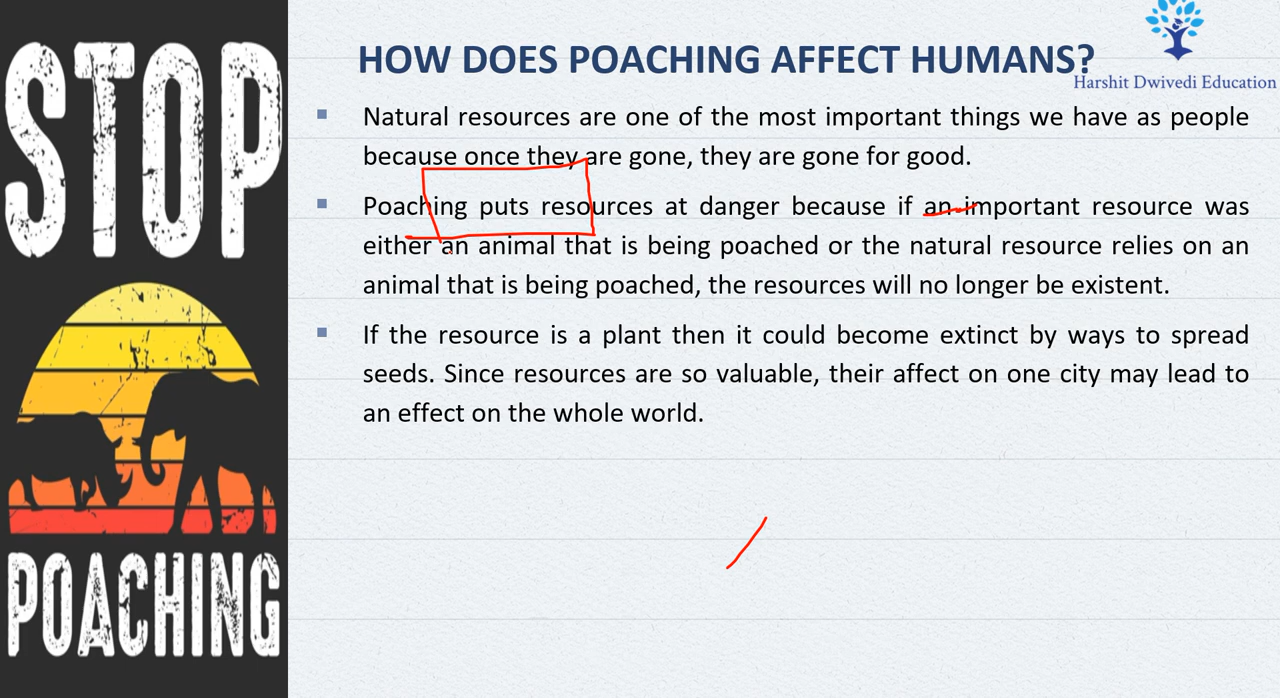 STOP
POACHING
HOW DOES POACHING AFFECT HUMANS?
Harshit Dwivedi Education
Natural resources are one of the most important things we have as people
because once they are gone, they are gone for good.
Poaching puts resources at danger because if an important resource was
either an animal that is being poached or the natural resource relies on an
animal that is being poached, the resources will no longer be existent.
If the resource is a plant then it could become extinct by ways to spread
seeds. Since resources are so valuable, their affect on one city may lead to
an effect on the whole world.